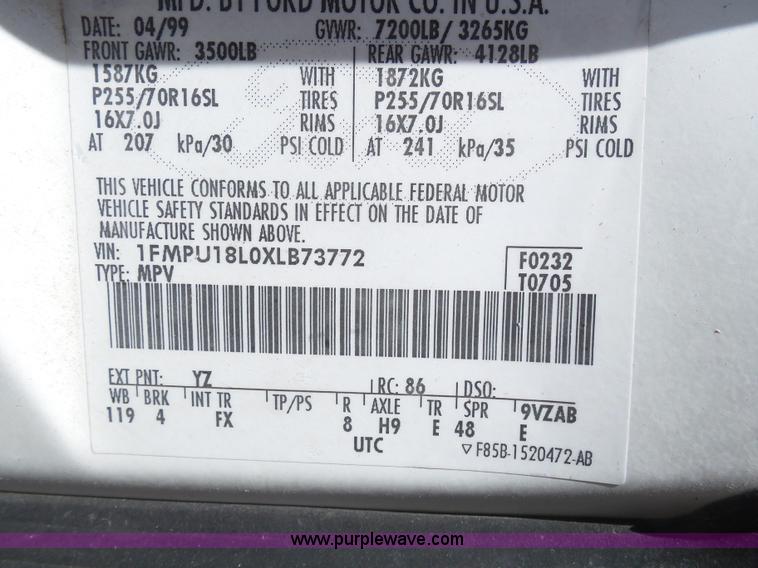 MFD. BY FORD MOTOR CO. IN U.S.A.
DATE: 04/99 GVWR: 7200LB/ 3265KG
FRONT GAWR: 3500LB REAR GAWR: 4128LB
1587KG WITH 1872KG WITH
P255/70R16SL TIRES P255/70R16SL TIRES
16X7.0J RIMS 16X7.0J RIMS
AT 207 kPa/30 PSI COLD AT 241 kPa/35 PSI COLD
THIS VEHICLE CONFORMS TO ALL APPLICABLE FEDERAL MOTOR
VEHICLE SAFETY STANDARDS IN EFFECT ON THE DATE OF
MANUFACTURE SHOWN ABOVE.
VIN: 1FMPU18L0XLB73772 F0232
TYPE: MPV T0705
EXT PNT: YZ RC: 86 DSO:
WB BRK INT TR TP/PS R AXLE TR SPR 9VZAB
119 4 FX 8 H9 E 48 E
UTC ▽ F85B-1520472-AB
www.purplewave.com